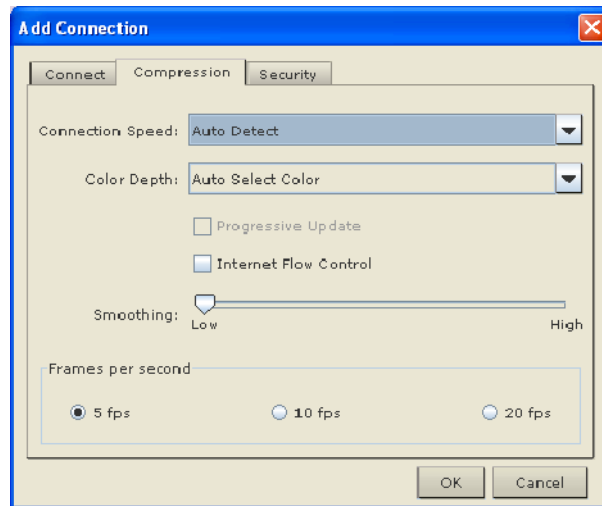 Add Connection
Connect Compression Security
Connection Speed: Auto Detect
Color Depth: Auto Select Color
Progressive Update
Internet Flow Control
Smoothing:
Low High
Frames per second
5 fps 10 fps 20 fps
OK Cancel